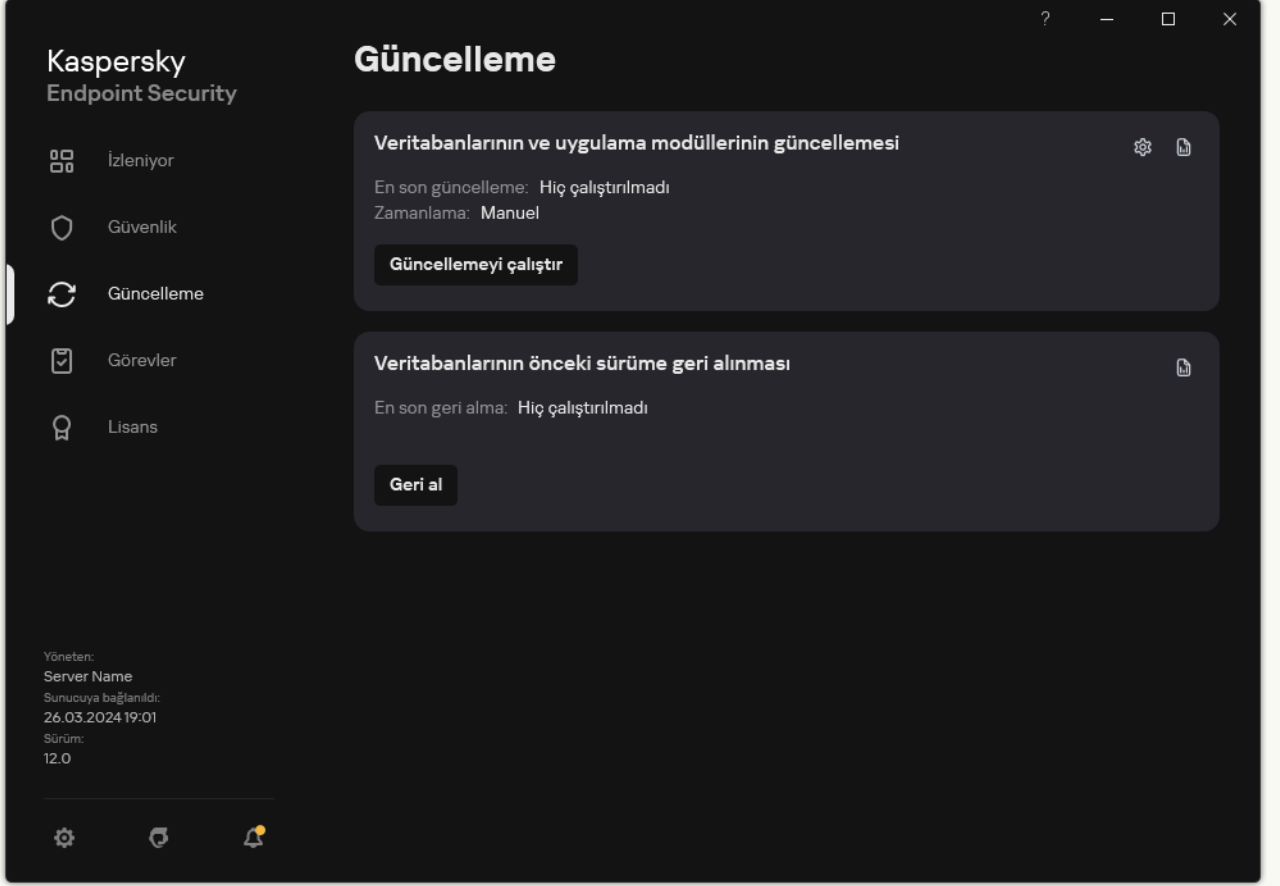 ?
Kaspersky
Endpoint Security
İzleniyor
Güvenlik
Güncelleme
Görevler
Lisans
Yöneten:
Server Name
Sunucuya bağlanıldı:
26.03.2024 19:01
Sürüm:
12.0
Güncelleme
Veritabanlarının ve uygulama modüllerinin güncellemesi
En son güncelleme: Hiç çalıştırılmadı
Zamanlama: Manuel
Güncellemeyi çalıştır
Veritabanlarının önceki sürüme geri alınması
En son geri alma: Hiç çalıştırılmadı
Geri al